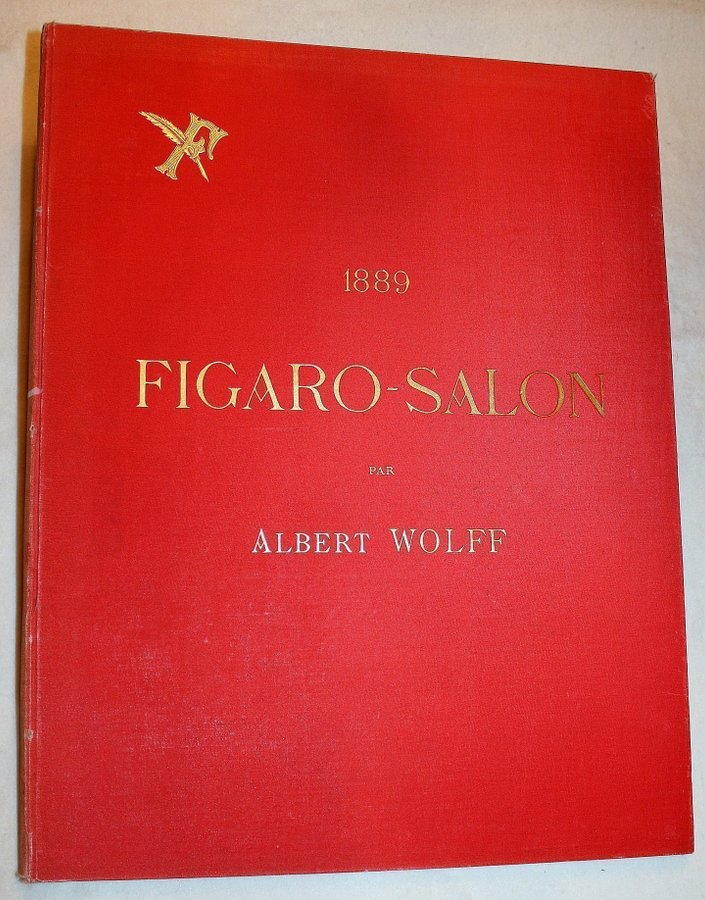 F
1889
FIGARO-SALON
PAR
ALBERT WOLFF